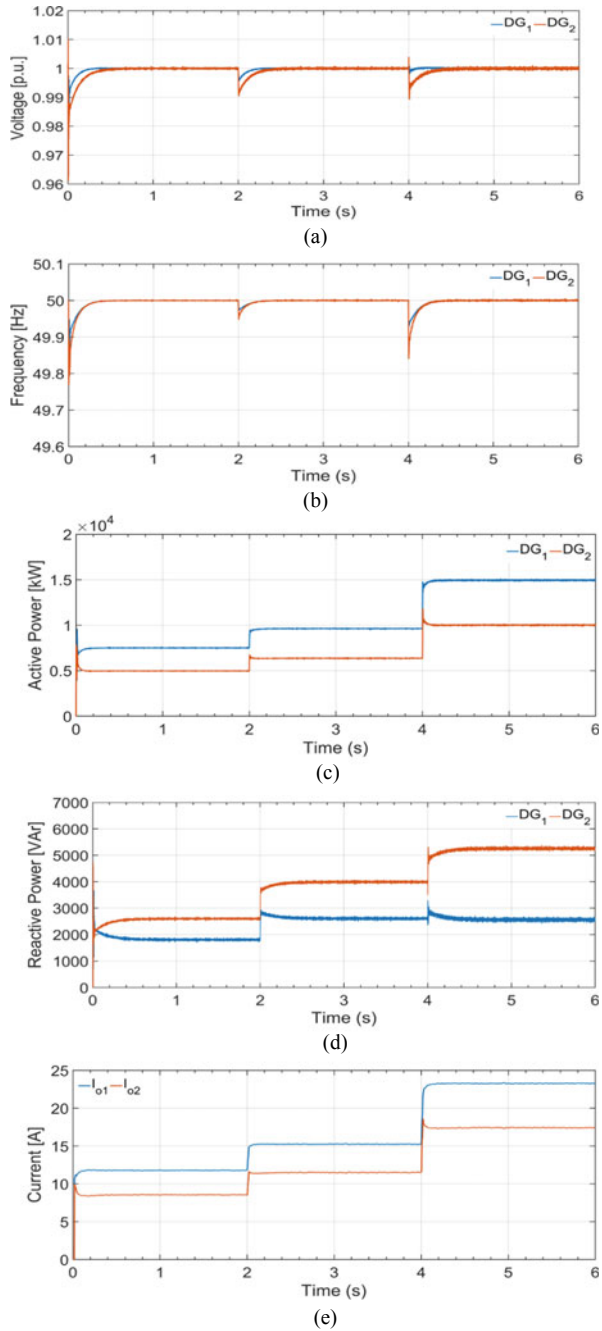 DG1 DG2
Voltage [p.u.]
1.02
1.01
1
0.99
0.98
0.97
0.96
0 1 2 3 4 5 6
Time (s)
(a)
DG1 DG2
Frequency [Hz]
50.1
50
49.9
49.8
49.7
49.6
0 1 2 3 4 5 6
Time (s)
(b)
×10^4
DG1 DG2
Active Power [kW]
2
1.5
1
0.5
0
0 1 2 3 4 5 6
Time (s)
(c)
DG1 DG2
Reactive Power [VAr]
7000
6000
5000
4000
3000
2000
1000
0
0 1 2 3 4 5 6
Time (s)
(d)
Io1 Io2
Current [A]
25
20
15
10
5
0
0 1 2 3 4 5 6
Time (s)
(e)